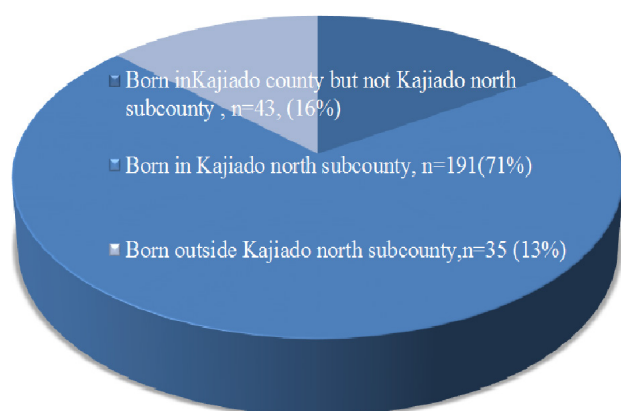 Born inKajiado county but not Kajiado north
subcounty , n=43, (16%)
Born in Kajiado north subcounty, n=191(71%)
Born outside Kajiado north subcounty,n=35 (13%)